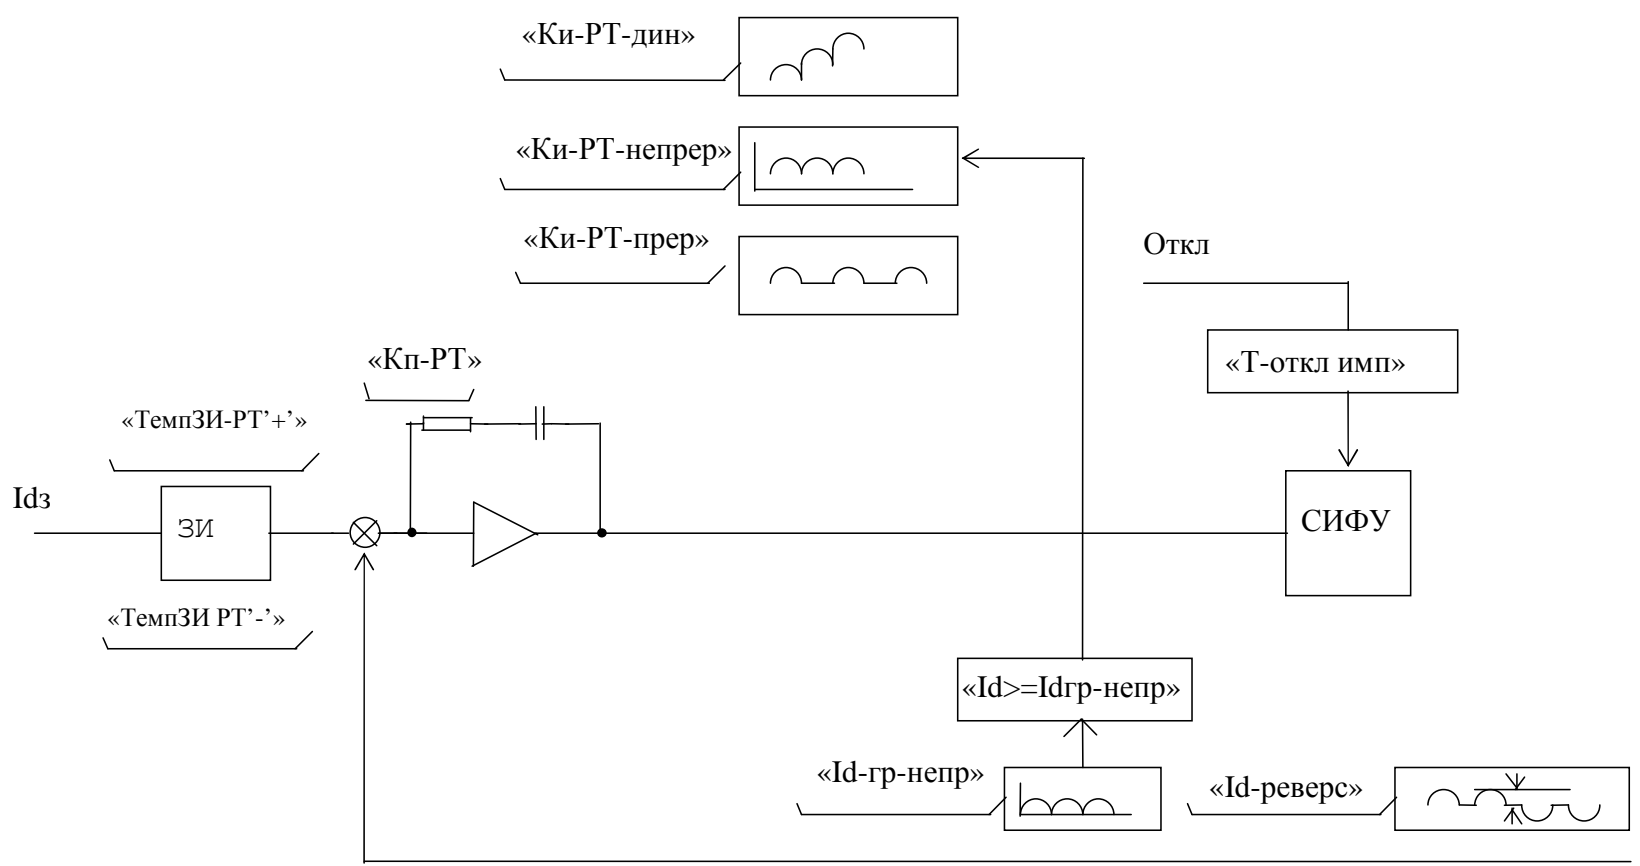 «Ки-РТ-дин»
«Ки-РТ-непрер»
«Ки-РТ-прер»
Откл
«Т-откл имп»
«Кп-РТ»
«ТемпЗИ-РТ’+’»
Idз
ЗИ
СИФУ
«ТемпЗИ РТ’-’»
«Id>=Idгр-непр»
«Id-гр-непр»
«Id-реверс»